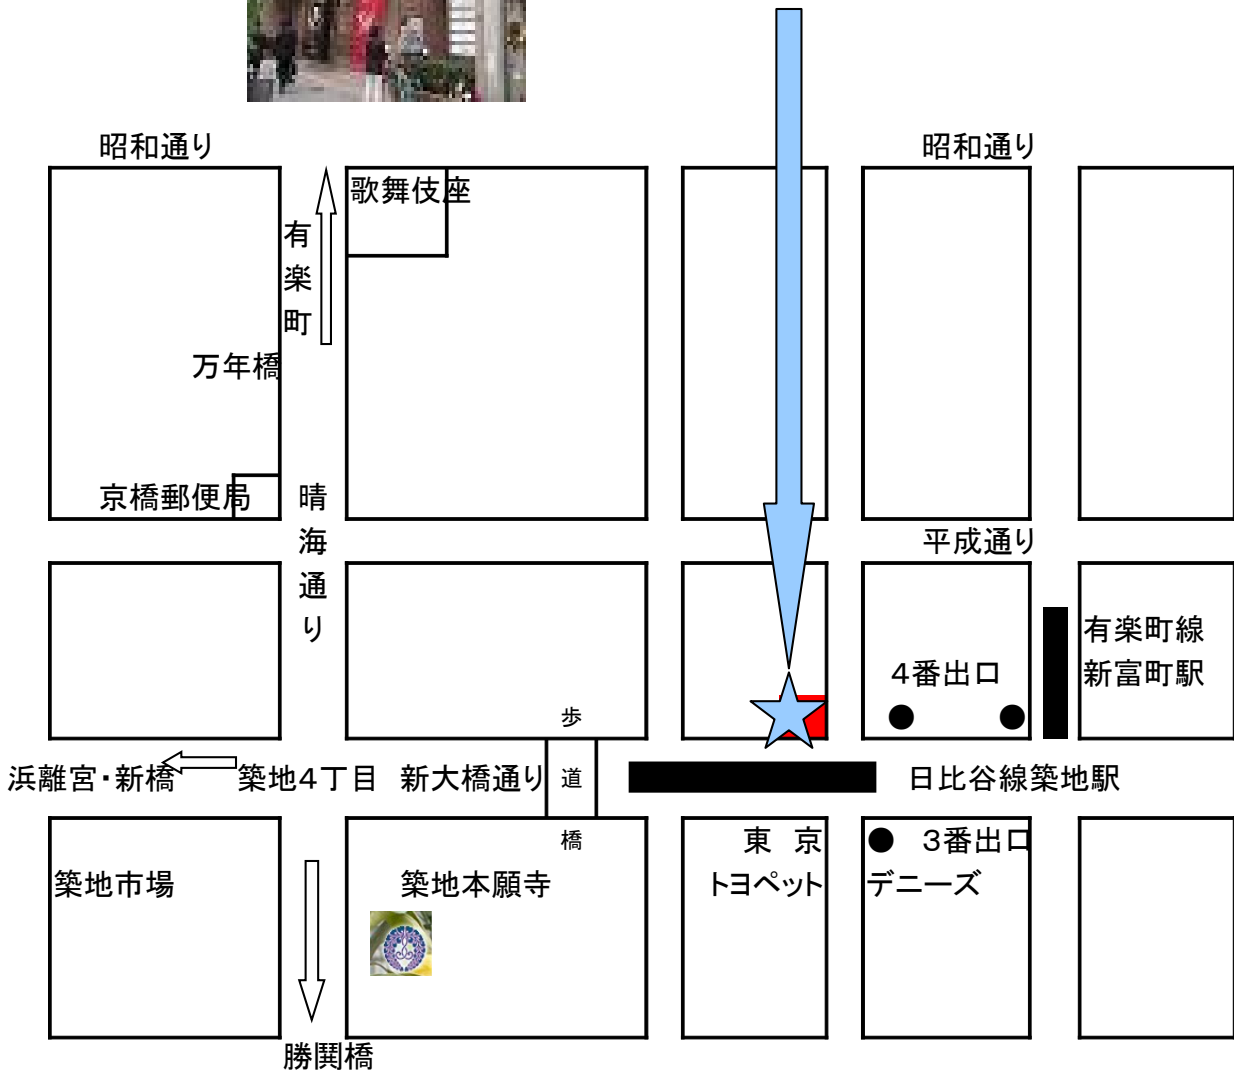 昭和通り
昭和通り
歌舞伎座
有楽町
万年橋
京橋郵便局
晴海通り
平成通り
有楽町線
新富町駅
4番出口
歩道橋
浜離宮・新橋
築地4丁目
新大橋通り
日比谷線築地駅
東 京
トヨペット
3番出口
デニーズ
築地市場
築地本願寺
勝鬨橋